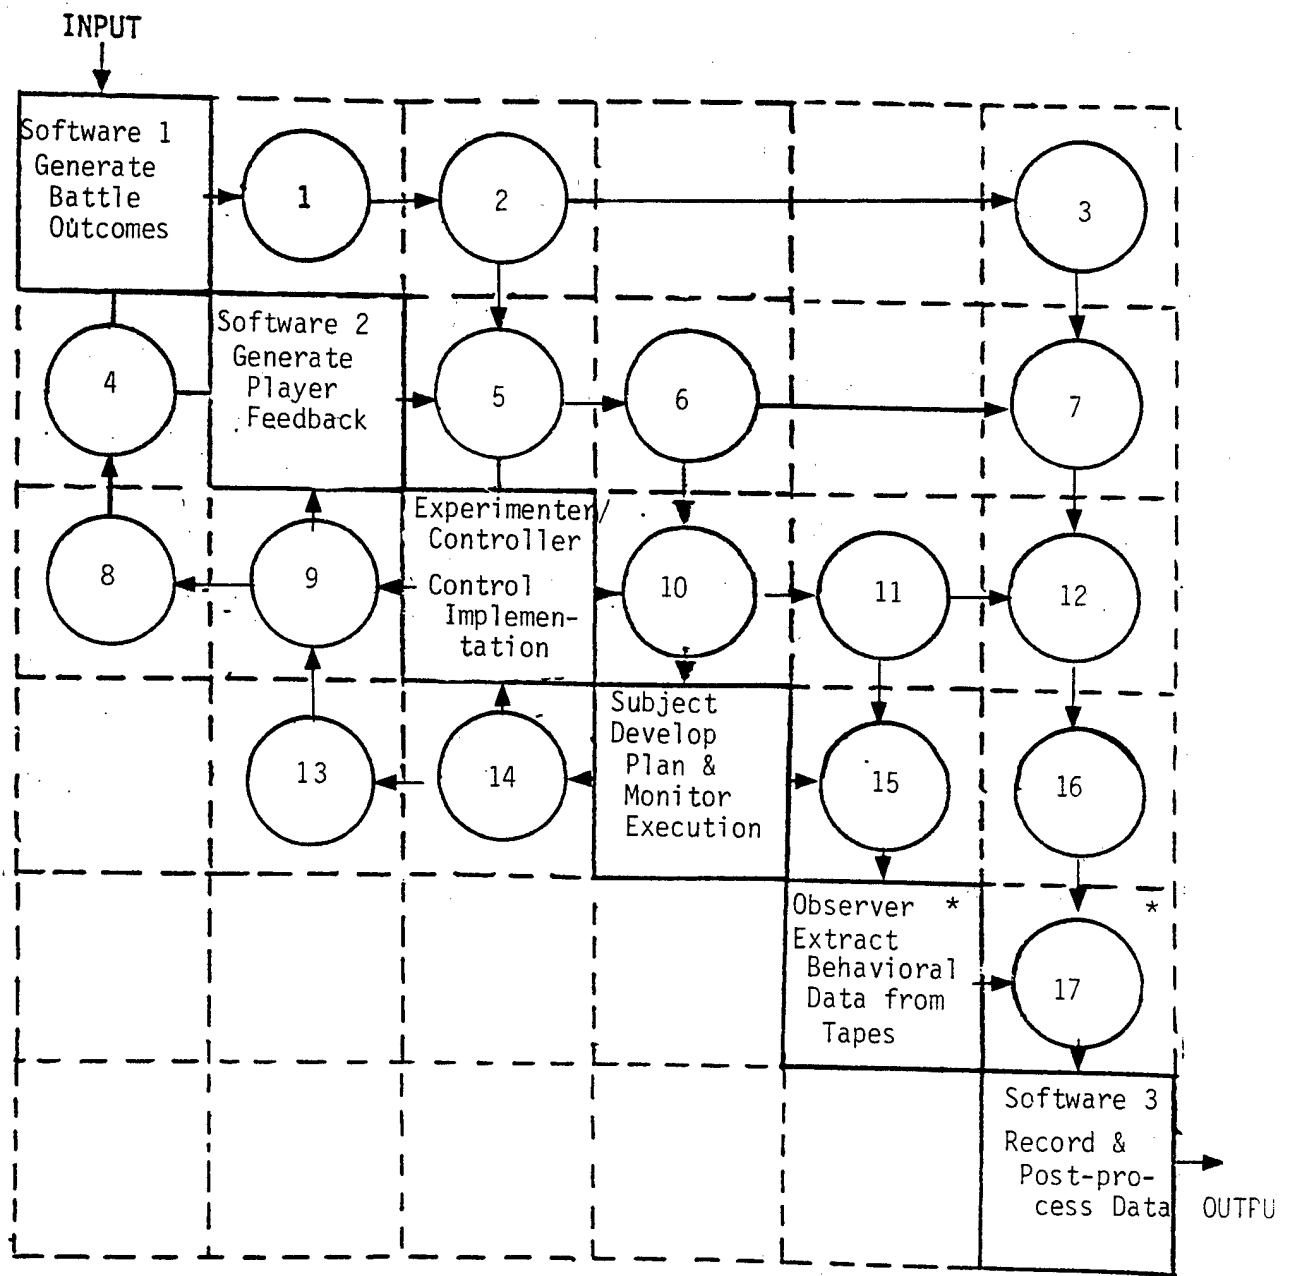 INPUT
Software 1
Generate
Battle
Outcomes
1
2
3
4
Software 2
Generate
Player
Feedback
5
6
7
8
9
Experimenter/
Controller
Control
Implemen-
tation
10
11
12
13
14
Subject
Develop
Plan &
Monitor
Execution
15
16
Observer *
Extract
Behavioral
Data from
Tapes
*
17
Software 3
Record &
Post-pro-
cess Data
OUTPU